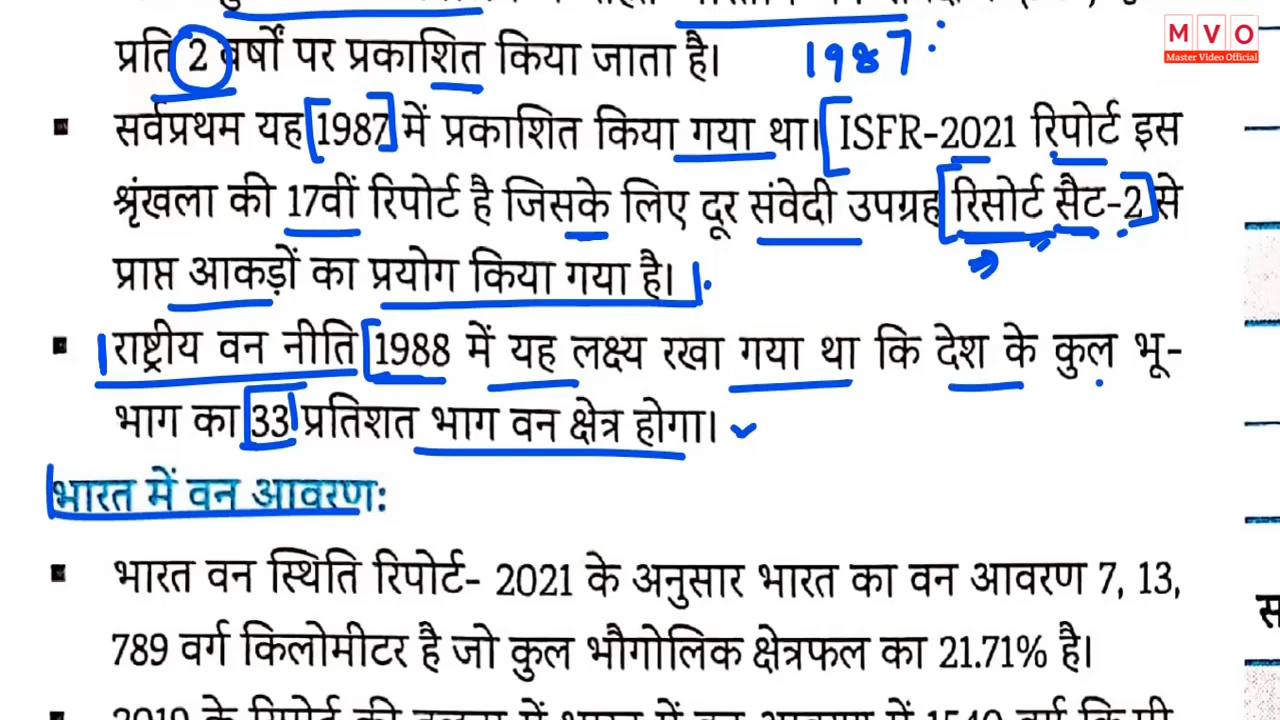 प्रति 2 वर्षों पर प्रकाशित किया जाता है।
1987
M V O
Master Video Official
सर्वप्रथम यह 1987 में प्रकाशित किया गया था। ISFR-2021 रिपोर्ट इस
श्रृंखला की 17वीं रिपोर्ट है जिसके लिए दूर संवेदी उपग्रह रिसोर्ट सैट-2 से
प्राप्त आकड़ों का प्रयोग किया गया है।
राष्ट्रीय वन नीति 1988 में यह लक्ष्य रखा गया था कि देश के कुल भू-
भाग का 33 प्रतिशत भाग वन क्षेत्र होगा।
भारत में वन आवरण:
भारत वन स्थिति रिपोर्ट- 2021 के अनुसार भारत का वन आवरण 7, 13,
789 वर्ग किलोमीटर है जो कुल भौगोलिक क्षेत्रफल का 21.71% है।